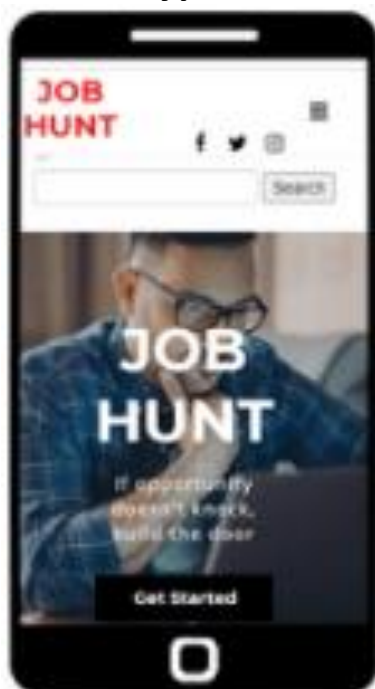 JOB
HUNT
Search
JOB
HUNT
If opportunity
doesn't knock,
build the door
Get Started